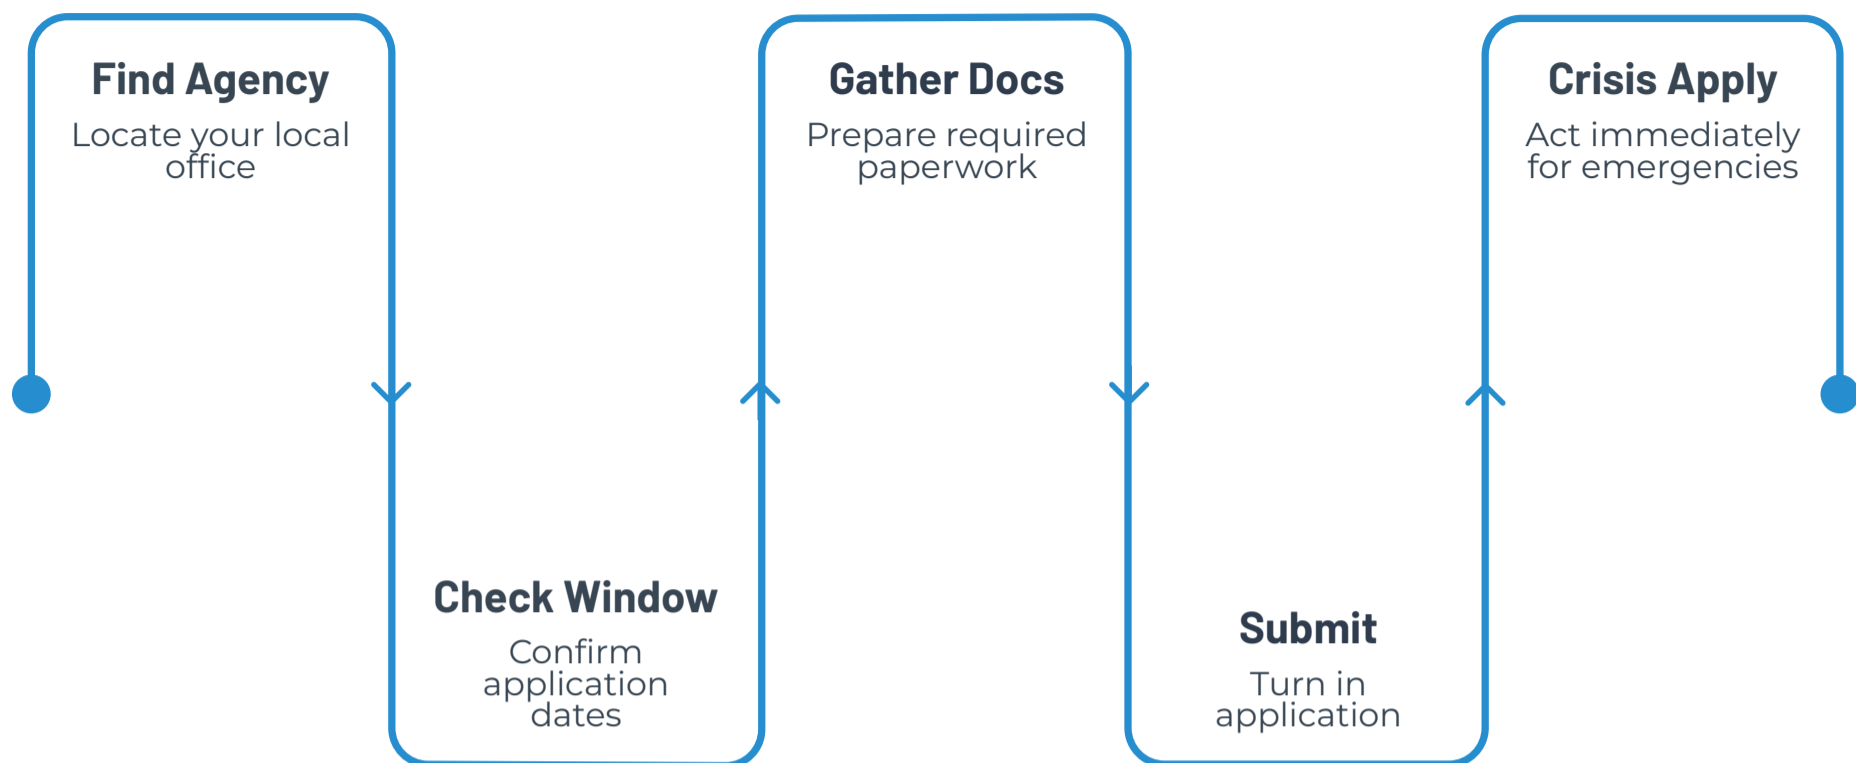 Find Agency
Locate your local
office
Check Window
Confirm
application
dates
Gather Docs
Prepare required
paperwork
Submit
Turn in
application
Crisis Apply
Act immediately
for emergencies